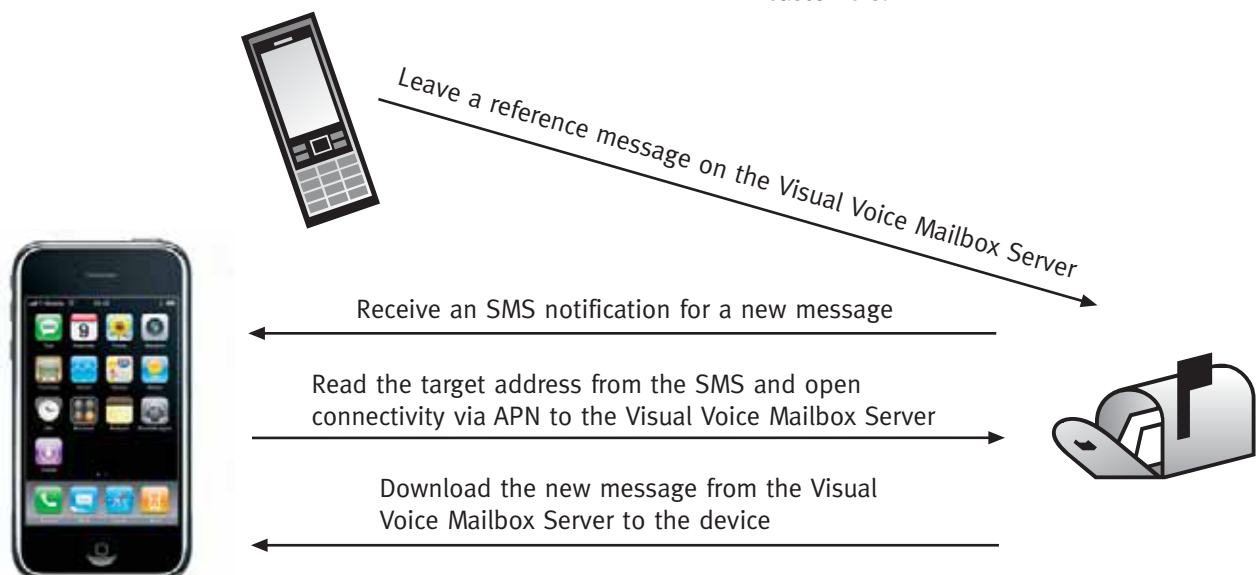 Leave a reference message on the Visual Voice Mailbox Server
Receive an SMS notification for a new message
Read the target address from the SMS and open
connectivity via APN to the Visual Voice Mailbox Server
Download the new message from the Visual
Voice Mailbox Server to the device
9